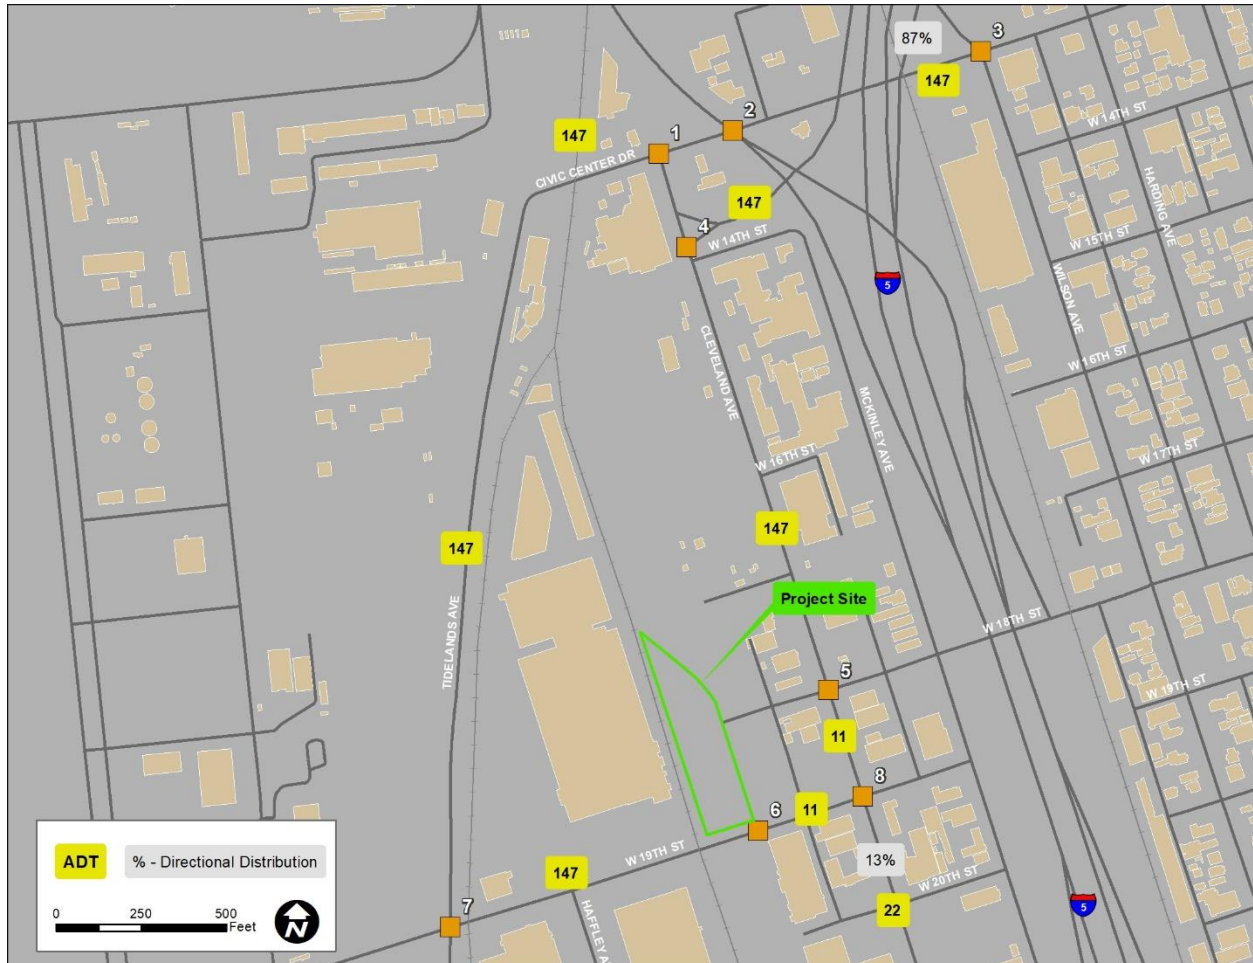 87%
3
147
W 14TH ST
2
147
1
CIVIC CENTER DR
HARDING AVE
147
4
W 14TH ST
W 15TH ST
WILSON AVE
5
CLEVELAND AVE
MCKINLEY AVE
W 16TH ST
W 16TH ST
W 17TH ST
147
147
TIDELANDS AVE
Project Site
W 18TH ST
5
W 19TH ST
11
8
11
6
W 19TH ST
147
13%
W 20TH ST
22
5
HAFFLEY A
7
ADT
% - Directional Distribution
0 250 500
Feet
N